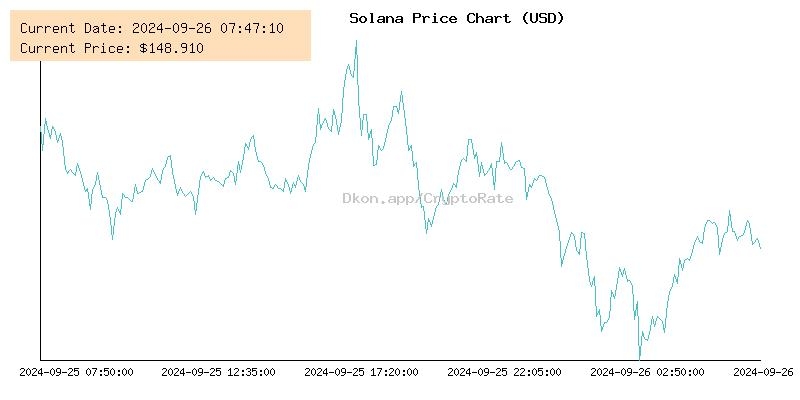 Solana Price Chart (USD)
Current Date: 2024-09-26 07:47:10
Current Price: $148.910
Dkon.app/CryptoRate
2024-09-25 07:50:00 2024-09-25 12:35:00 2024-09-25 17:20:00 2024-09-25 22:05:00 2024-09-26 02:50:00 2024-09-26